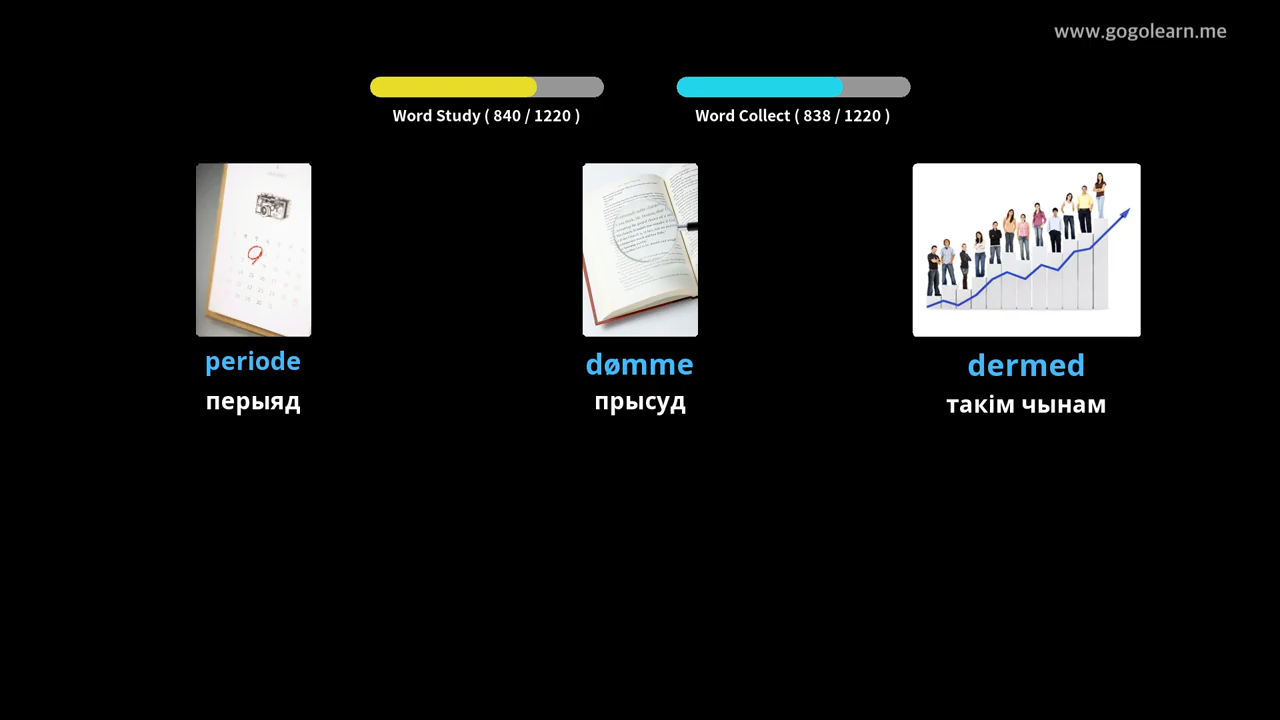 www.gogolearn.me
Word Study ( 840 / 1220 )
Word Collect ( 838 / 1220 )
periode
dømme
dermed
перыяд
прысуд
такім чынам